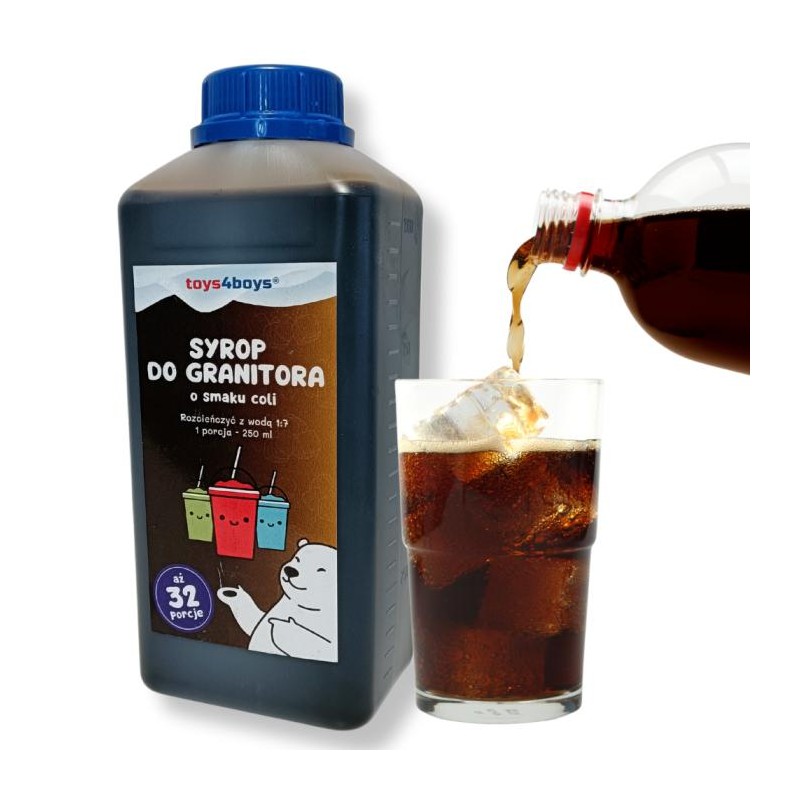 toys4boys®
SYROP
DO GRANITORA
o smaku coli
Rozcieńczyć z wodą 1:7
1 porcja - 250 ml
aż
32
porcje